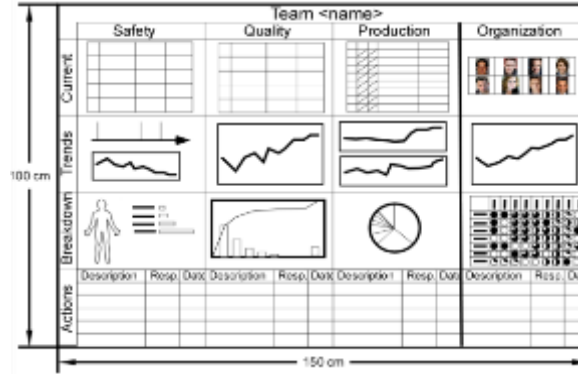 Team <name>
Safety Quality Production Organization
Current
Trends
100 cm
Breakdown
Description Resp. Date Description Resp. Date Description Resp. Date Description Resp. Date
Actions
150 cm